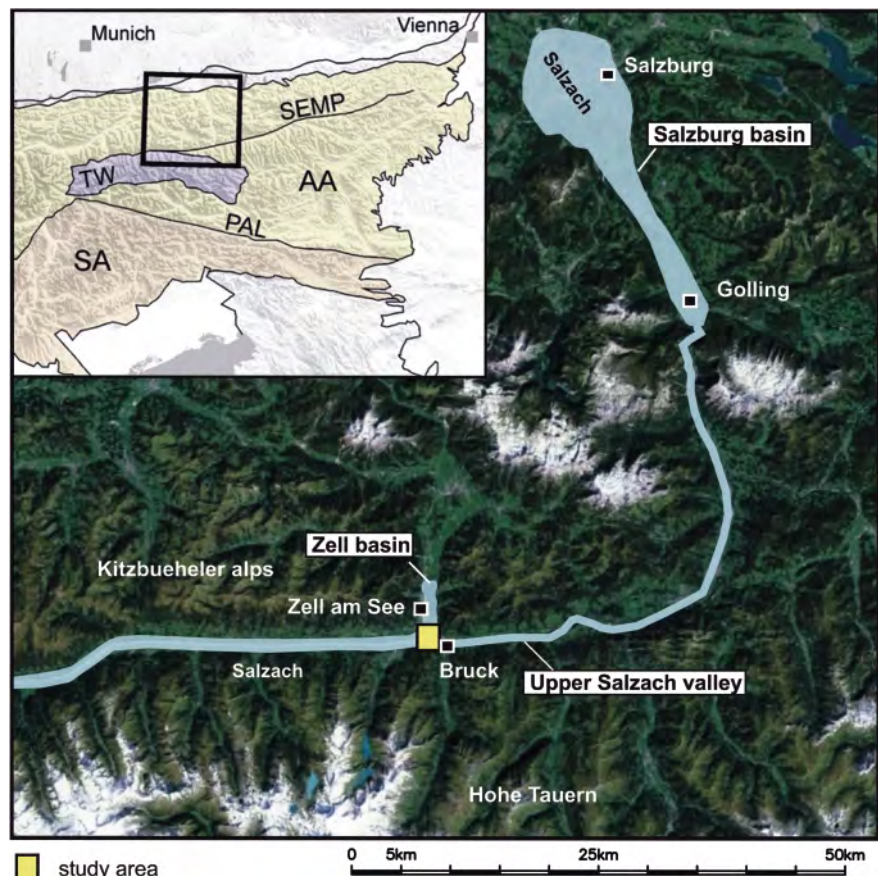 Munich
Vienna
SEMP
TW
AA
PAL
SA
Salzach
Salzburg
Salzburg basin
Golling
Zell basin
Kitzbueheler alps
Zell am See
Salzach
Bruck
Upper Salzach valley
Hohe Tauern
study area
0 5km 25km 50km